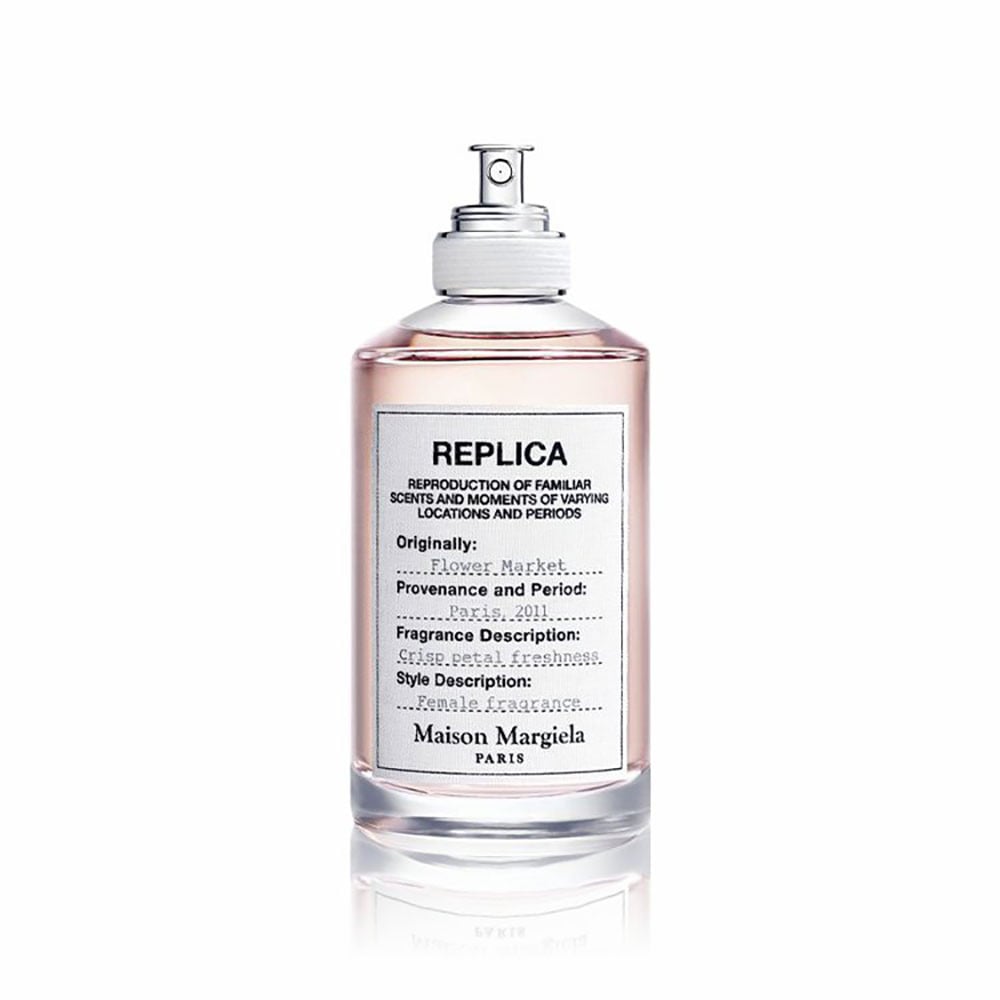 REPLICA
REPRODUCTION OF FAMILIAR
SCENTS AND MOMENTS OF VARYING
LOCATIONS AND PERIODS
Originally:
Flower Market
Provenance and Period:
Paris, 2011
Fragrance Description:
Crisp petal freshness
Style Description:
Female fragrance
Maison Margiela
PARIS